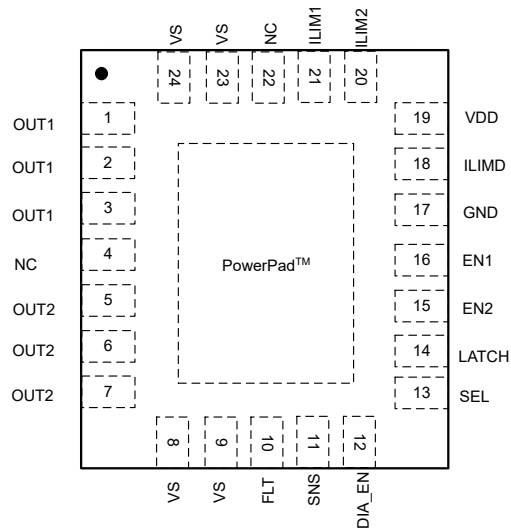 VS
VS
NC
ILIM1
ILIM2
24
23
22
21
20
OUT1 1
OUT1 2
OUT1 3
NC 4
OUT2 5
OUT2 6
OUT2 7
PowerPad™
19 VDD
18 ILIMD
17 GND
16 EN1
15 EN2
14 LATCH
13 SEL
8
9
10
11
12
VS
VS
FLT
SNS
DIA_EN